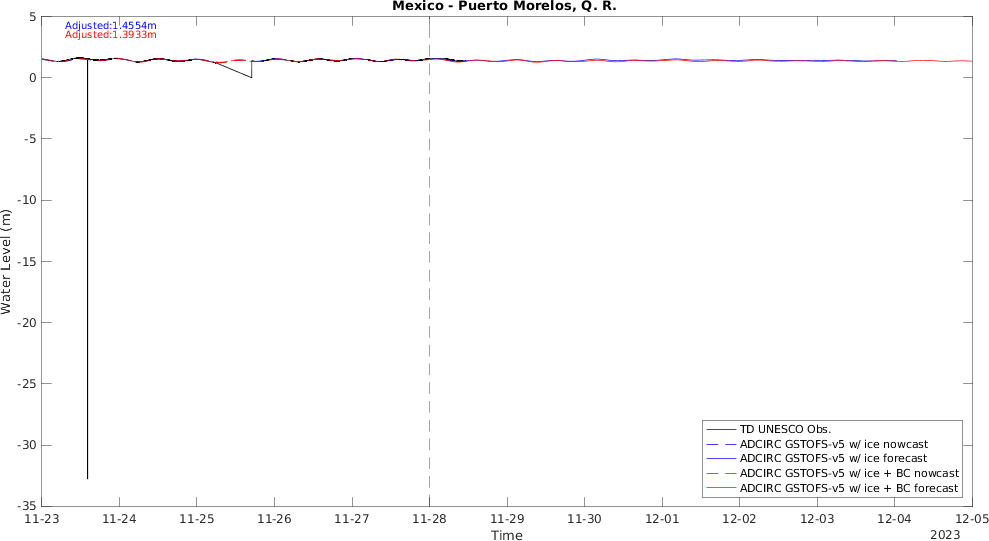 Mexico - Puerto Morelos, Q. R.
Adjusted:1.4554m
Adjusted:1.3933m
Water Level (m)
5
0
-5
-10
-15
-20
-25
-30
-35
TD UNESCO Obs.
ADCIRC GSTOFS-v5 w/ ice nowcast
ADCIRC GSTOFS-v5 w/ ice forecast
ADCIRC GSTOFS-v5 w/ ice + BC nowcast
ADCIRC GSTOFS-v5 w/ ice + BC forecast
11-23 11-24 11-25 11-26 11-27 11-28 11-29 11-30 12-01 12-02 12-03 12-04 12-05
Time
2023